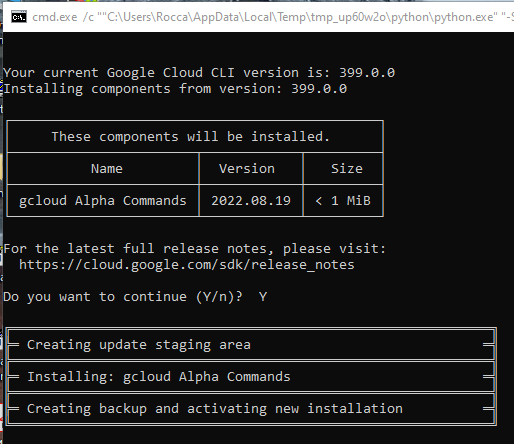 cmd.exe /c ""C:\Users\Rocca\AppData\Local\Temp\tmp_up60w2o\python\python.exe" "-S
Your current Google Cloud CLI version is: 399.0.0
Installing components from version: 399.0.0
These components will be installed.
Name Version Size
gcloud Alpha Commands 2022.08.19 < 1 MiB
For the latest full release notes, please visit:
https://cloud.google.com/sdk/release_notes
Do you want to continue (Y/n)? Y
Creating update staging area
Installing: gcloud Alpha Commands
Creating backup and activating new installation